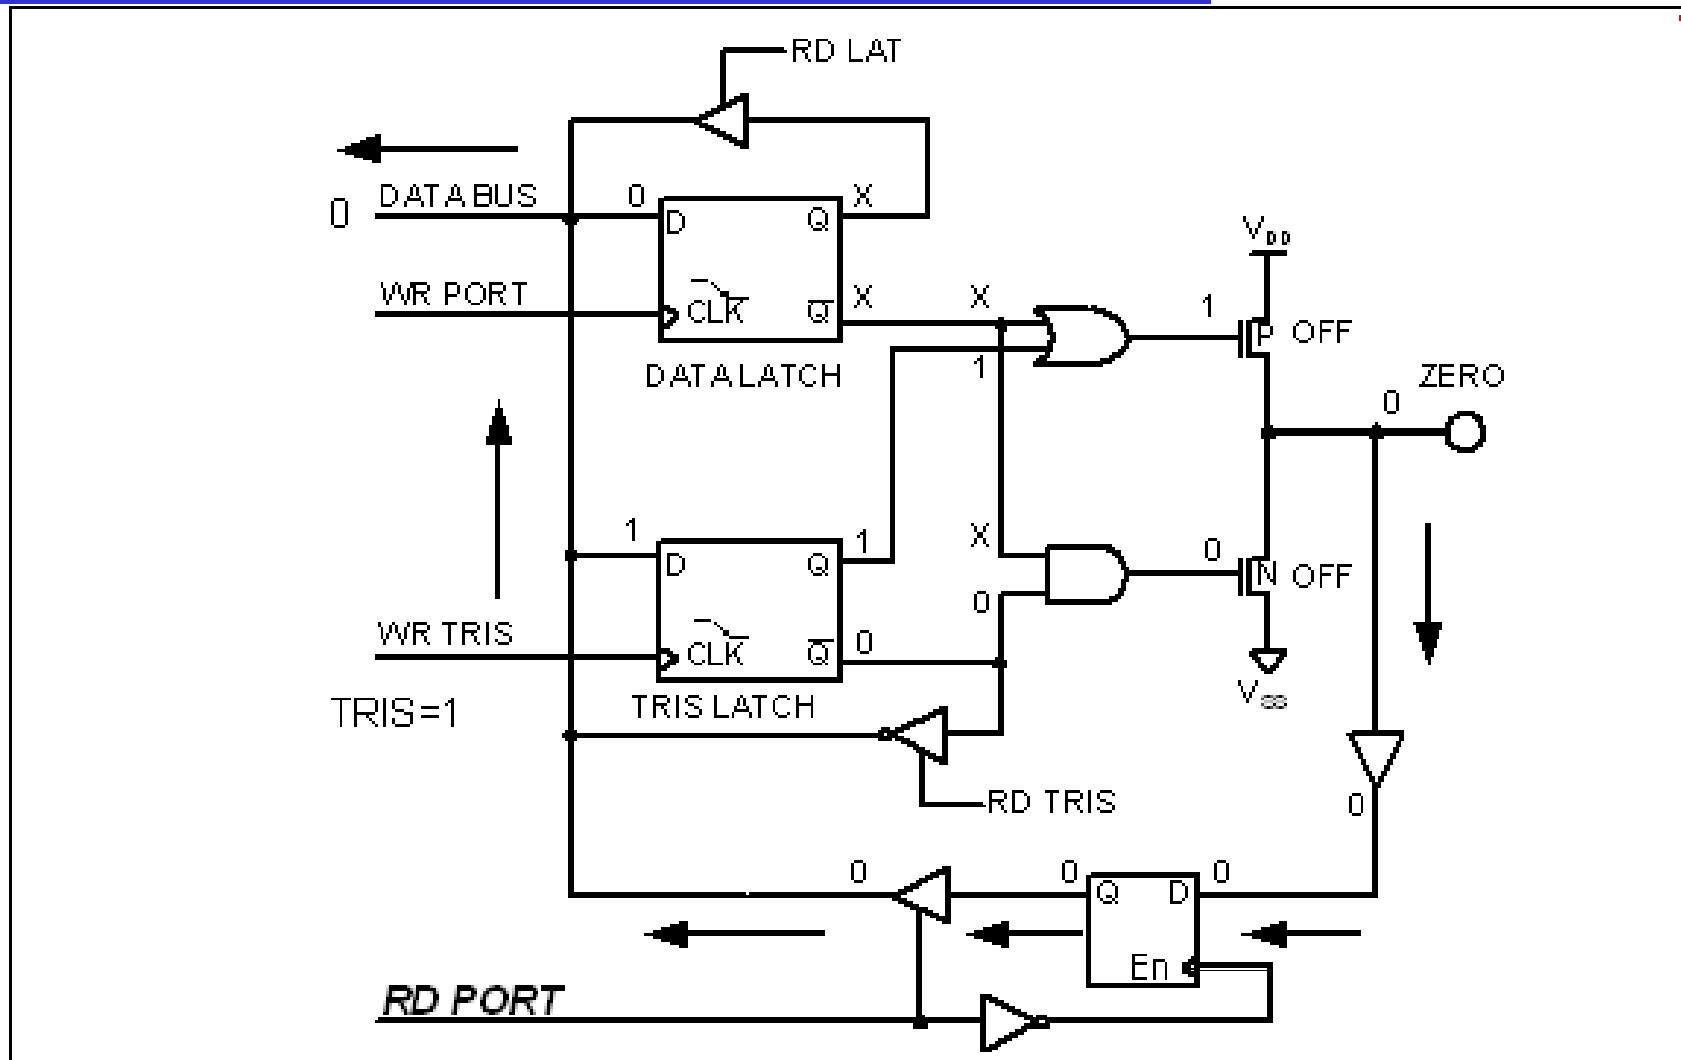 RD LAT
DATA BUS
0
0
D
Q
X
WR PORT
CLK
Q
X
X
1
DATA LATCH
1
VDD
P OFF
ZERO
0
1
D
Q
1
X
0
0
N OFF
WR TRIS
CLK
Q
0
TRIS=1
TRIS LATCH
VSS
RD TRIS
0
0
0
Q
D
0
En
RD PORT